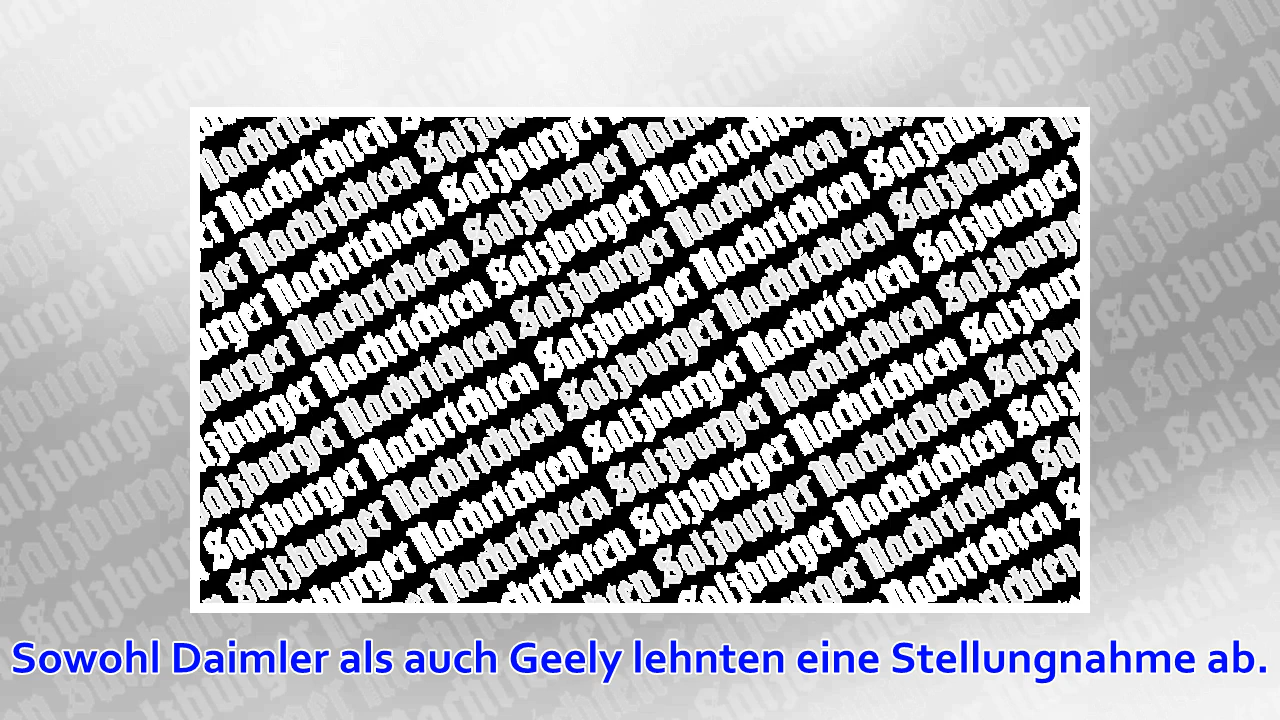 Salzburger Nachrichten
Sowohl Daimler als auch Geely lehnten eine Stellungnahme ab.